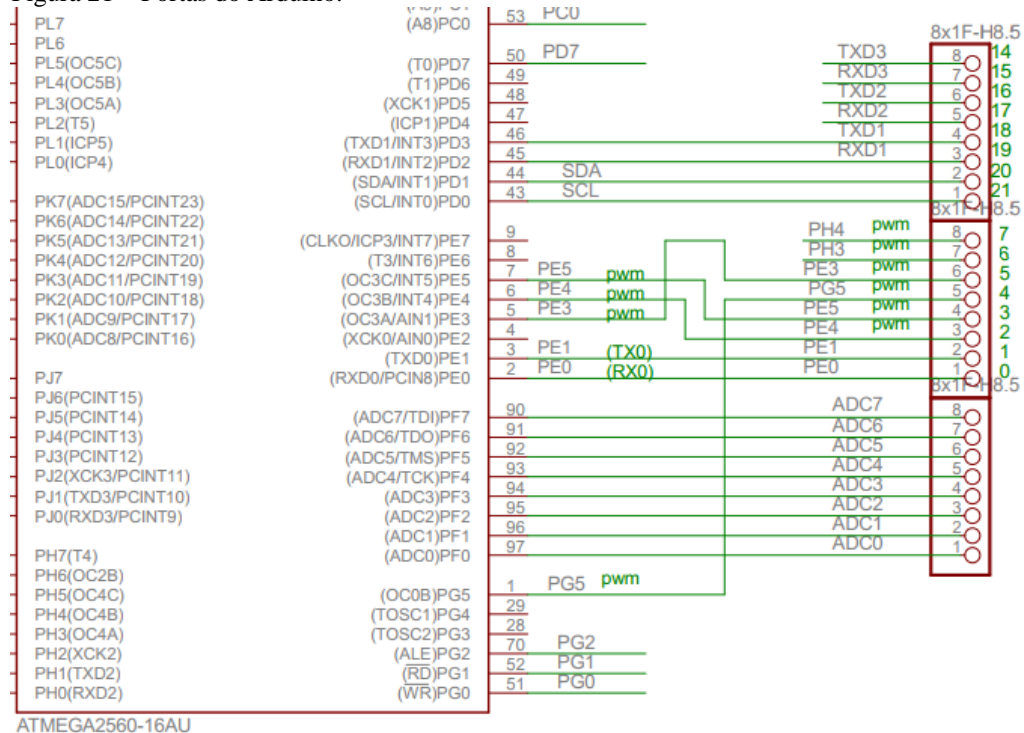 Figura 21 – Portas do Arduino.
PL7
PL6
PL5(OC5C)
PL4(OC5B)
PL3(OC5A)
PL2(T5)
PL1(ICP5)
PL0(ICP4)
PK7(ADC15/PCINT23)
PK6(ADC14/PCINT22)
PK5(ADC13/PCINT21)
PK4(ADC12/PCINT20)
PK3(ADC11/PCINT19)
PK2(ADC10/PCINT18)
PK1(ADC9/PCINT17)
PK0(ADC8/PCINT16)
PJ7
PJ6(PCINT15)
PJ5(PCINT14)
PJ4(PCINT13)
PJ3(PCINT12)
PJ2(XCK3/PCINT11)
PJ1(TXD3/PCINT10)
PJ0(RXD3/PCINT9)
PH7(T4)
PH6(OC2B)
PH5(OC4C)
PH4(OC4B)
PH3(OC4A)
PH2(XCK2)
PH1(TXD2)
PH0(RXD2)
(A8)PC0 53 PC0
(T0)PD7 50 PD7
(T1)PD6 49
(XCK1)PD5 48
(ICP1)PD4 47
(TXD1/INT3)PD3 46
(RXD1/INT2)PD2 45
(SDA/INT1)PD1 44 SDA
(SCL/INT0)PD0 43 SCL
(CLKO/ICP3/INT7)PE7 9
(T3/INT6)PE6 8
(OC3C/INT5)PE5 7 PE5 pwm
(OC3B/INT4)PE4 6 PE4 pwm
(OC3A/AIN1)PE3 5 PE3 pwm
(XCK0/AIN0)PE2 4
(TXD0)PE1 3 PE1 (TX0)
(RXD0/PCIN8)PE0 2 PE0 (RX0)
(ADC7/TDI)PF7 90
(ADC6/TDO)PF6 91
(ADC5/TMS)PF5 92
(ADC4/TCK)PF4 93
(ADC3)PF3 94
(ADC2)PF2 95
(ADC1)PF1 96
(ADC0)PF0 97
(OC0B)PG5 1 PG5 pwm
(TOSC1)PG4 29
(TOSC2)PG3 28
(ALE)PG2 70 PG2
(RD)PG1 52 PG1
(WR)PG0 51 PG0
ATMEGA2560-16AU
8x1F-H8.5
TXD3 8 14
RXD3 7 15
TXD2 6 16
RXD2 5 17
TXD1 4 18
RXD1 3 19
2 20
1 21
8x1F-H8.5
PH4 pwm 8 7
PH3 pwm 7 6
PE3 pwm 6 5
PG5 pwm 5 4
PE5 pwm 4 3
PE4 pwm 3 2
PE1 2 1
PE0 1 0
8x1F-H8.5
ADC7 8
ADC6 7
ADC5 6
ADC4 5
ADC3 4
ADC2 3
ADC1 2
ADC0 1